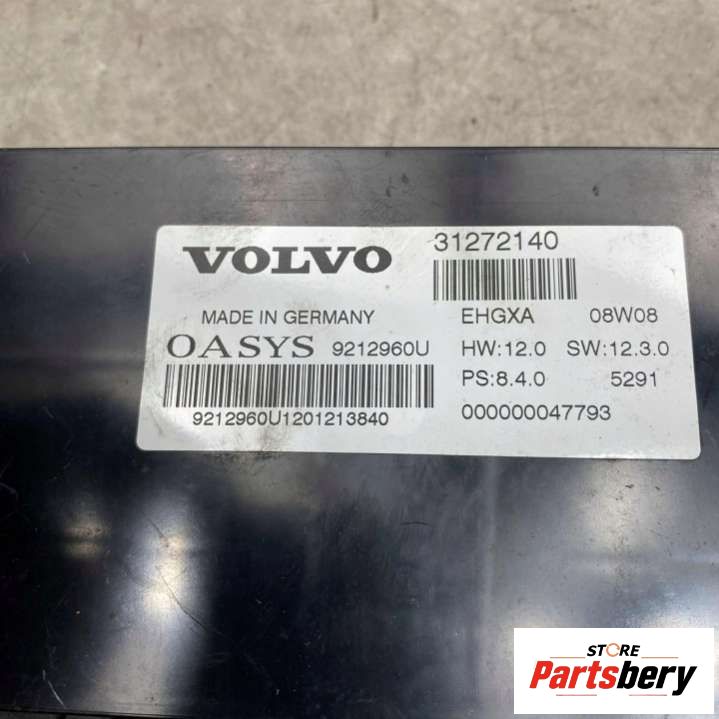 VOLVO
31272140
MADE IN GERMANY
EHGXA 08W08
OASYS 9212960U
HW:12.0 SW:12.3.0
PS:8.4.0 5291
9212960U1201213840
000000047793
STORE
Partsbery